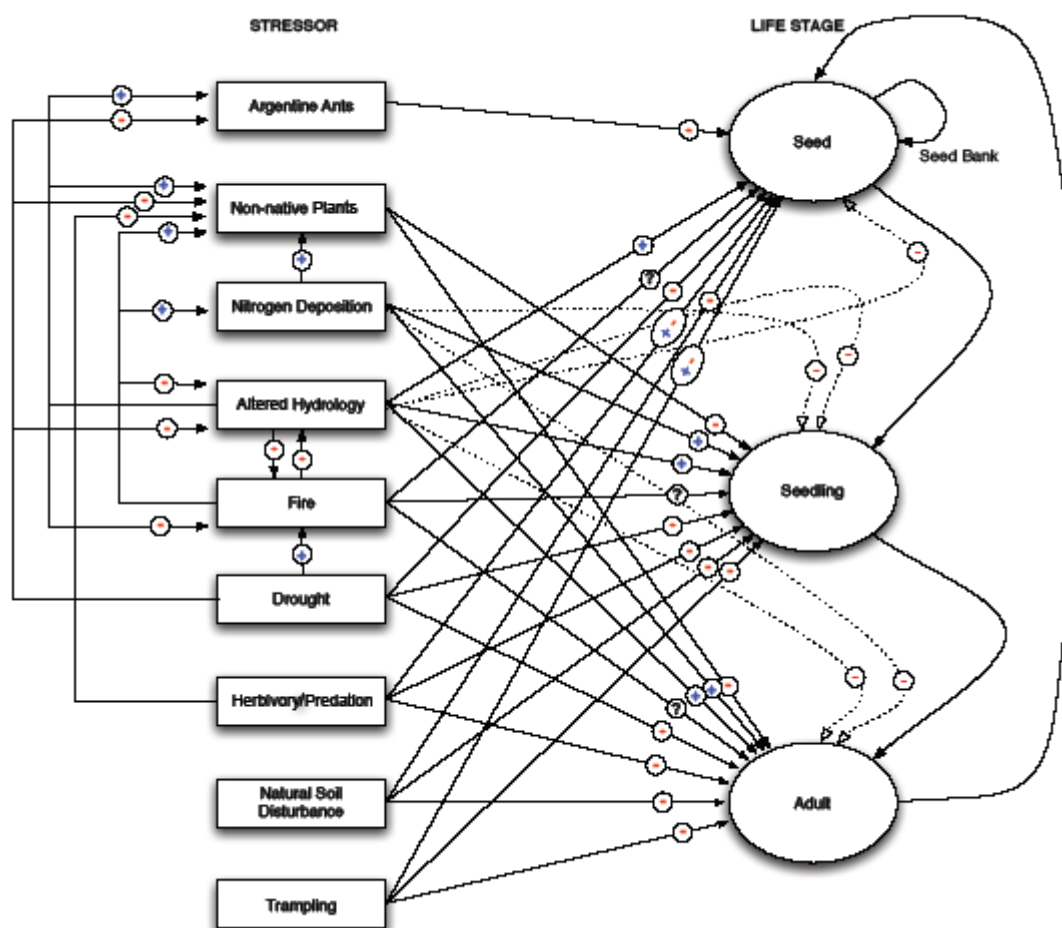 STRESSOR
LIFE STAGE
Argentine Ants
Seed
Seed Bank
Non-native Plants
Nitrogen Deposition
Altered Hydrology
Seedling
Fire
Drought
Herbivory/Predation
Natural Soil
Disturbance
Adult
Trampling
+
-
+
-
-
+
+
+
-
-
-
-
-
+
-
+
?
-
-
+ -
+ -
-
-
-
-
+
+
?
-
-
-
-
-
-
?
+
+
-
-
-
-
-